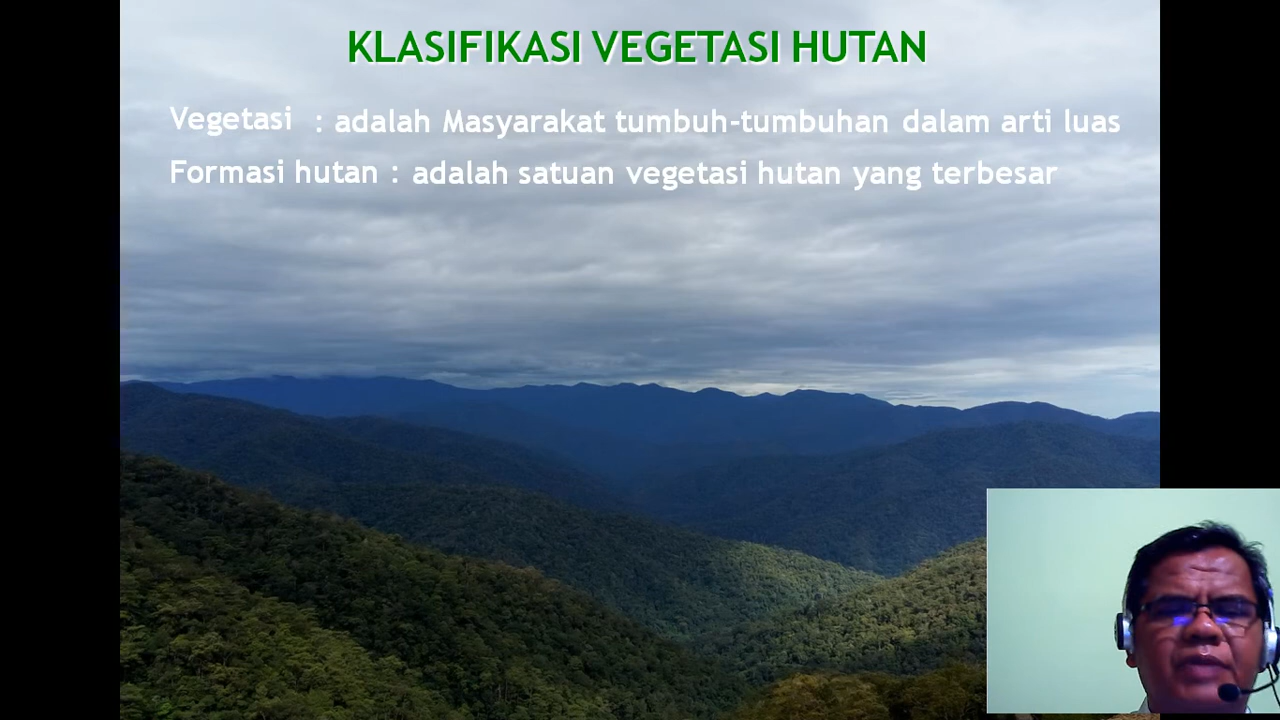 KLASIFIKASI VEGETASI HUTAN
Vegetasi : adalah Masyarakat tumbuh-tumbuhan dalam arti luas
Formasi hutan : adalah satuan vegetasi hutan yang terbesar